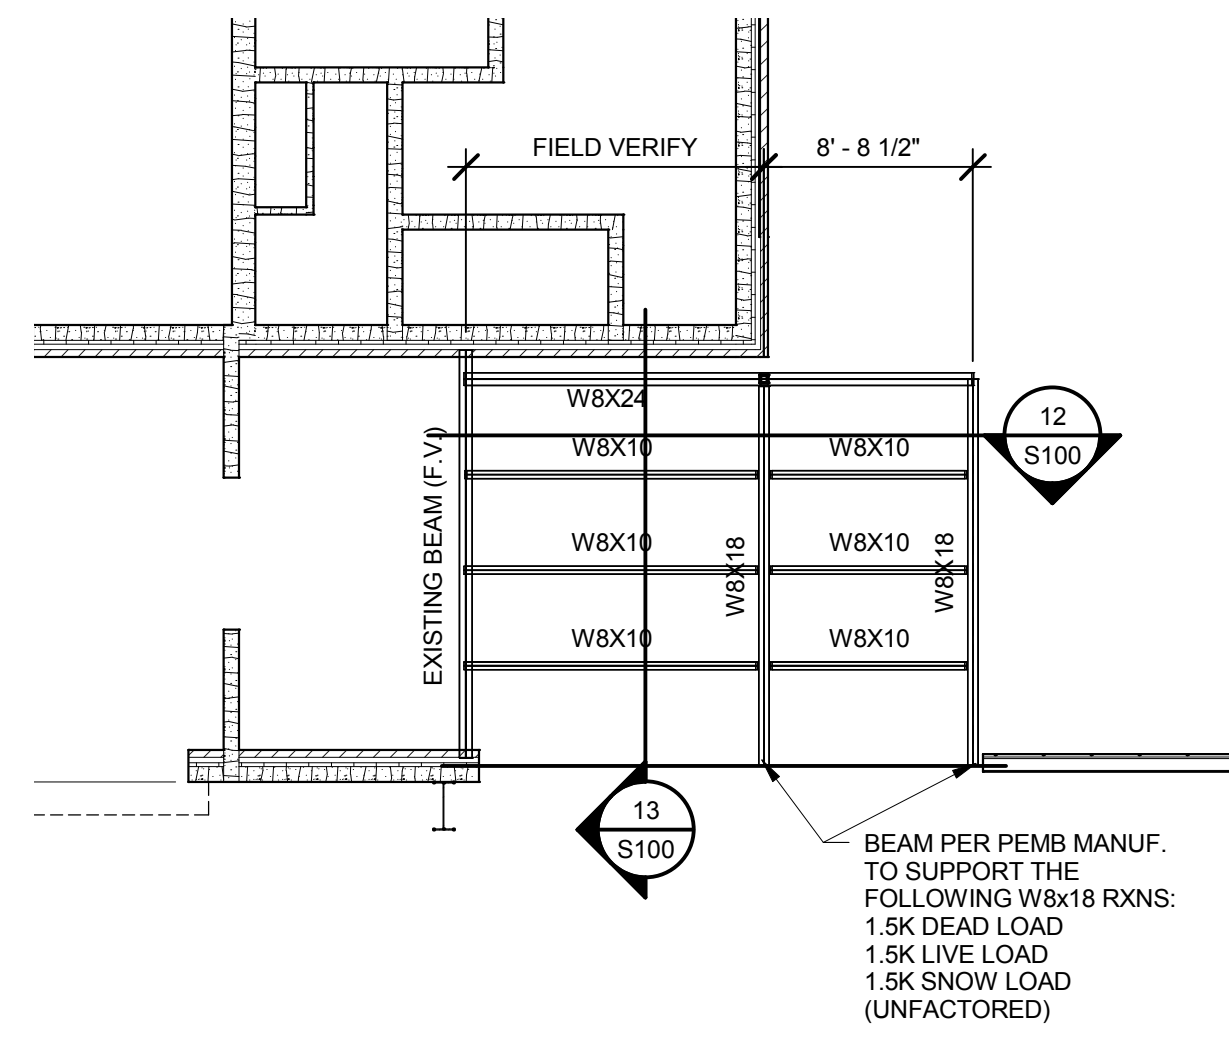 FIELD VERIFY
8' - 8 1/2"
W8X24
12
S100
W8X10
W8X10
EXISTING BEAM (F.V.)
W8X10
W8X10
W8X18
W8X18
W8X10
W8X10
13
S100
BEAM PER PEMB MANUF.
TO SUPPORT THE
FOLLOWING W8x18 RXNS:
1.5K DEAD LOAD
1.5K LIVE LOAD
1.5K SNOW LOAD
(UNFACTORED)